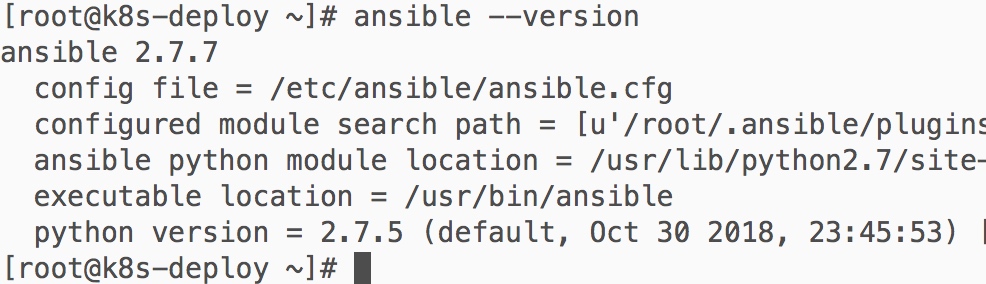 [root@k8s-deploy ~]# ansible --version
ansible 2.7.7
  config file = /etc/ansible/ansible.cfg
  configured module search path = [u'/root/.ansible/plugins
  ansible python module location = /usr/lib/python2.7/site-
  executable location = /usr/bin/ansible
  python version = 2.7.5 (default, Oct 30 2018, 23:45:53) [
[root@k8s-deploy ~]#